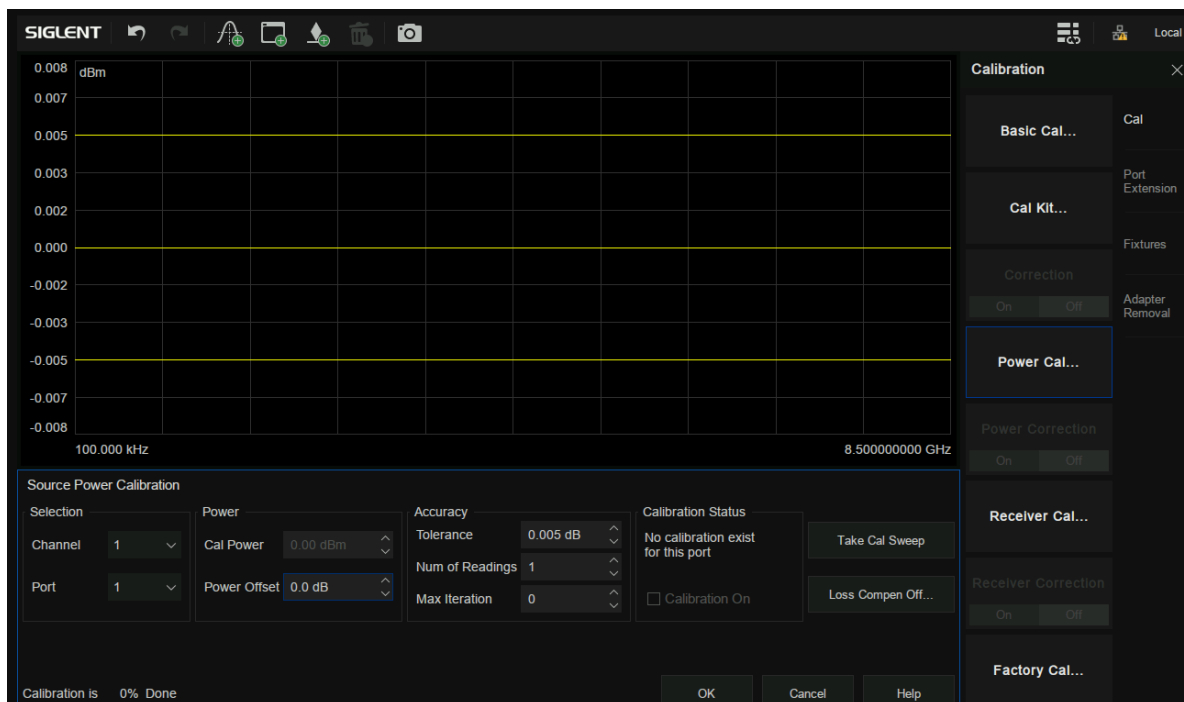 SIGLENT
Local
0.008 dBm
0.007
0.005
0.003
0.002
0.000
-0.002
-0.003
-0.005
-0.007
-0.008
100.000 kHz 8.500000000 GHz
Calibration
Basic Cal...
Cal Kit...
Correction
On Off
Power Cal...
Power Correction
On Off
Receiver Cal...
Receiver Correction
On Off
Factory Cal...
Cal
Port
Extension
Fixtures
Adapter
Removal
Source Power Calibration
Selection
Channel 1
Port 1
Power
Cal Power 0.00 dBm
Power Offset 0.0 dB
Accuracy
Tolerance 0.005 dB
Num of Readings 1
Max Iteration 0
Calibration Status
No calibration exist
for this port
Calibration On
Take Cal Sweep
Loss Compen Off...
Calibration is 0% Done
OK Cancel Help